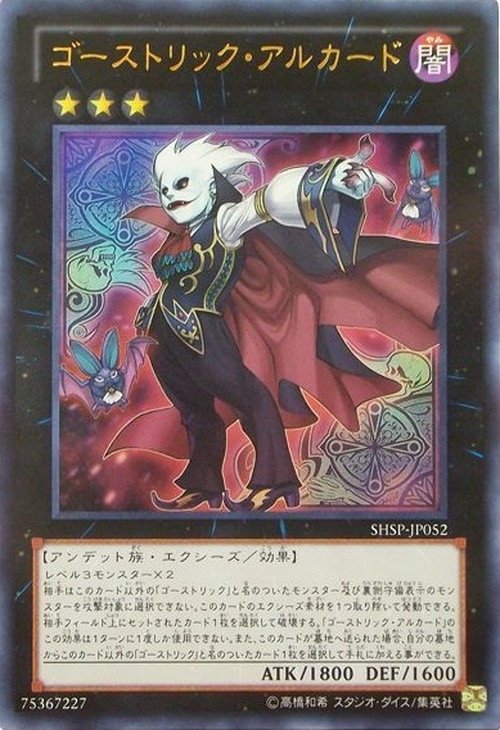 ゴーストリック・アルカード
やみ
闇
SHSP-JP052
【アンデット族・エクシーズ/効果】
レベル3モンスター×2
相手はこのカード以外の「ゴーストリック」と名のついたモンスター及び裏側守備表示のモン
スターを攻撃対象に選択できない。このカードのエクシーズ素材を1つ取り除いて発動できる。
相手フィールド上にセットされたカード1枚を選択して破壊する。「ゴーストリック・アルカード」の
この効果は1ターンに1度しか使用できない。また、このカードが墓地へ送られた場合、自分の墓地
からこのカード以外の「ゴーストリック」と名のついたカード1枚を選択して手札に加える事ができる。
ATK/1800 DEF/1600
75367227
©高橋和希 スタジオ・ダイス/集英社